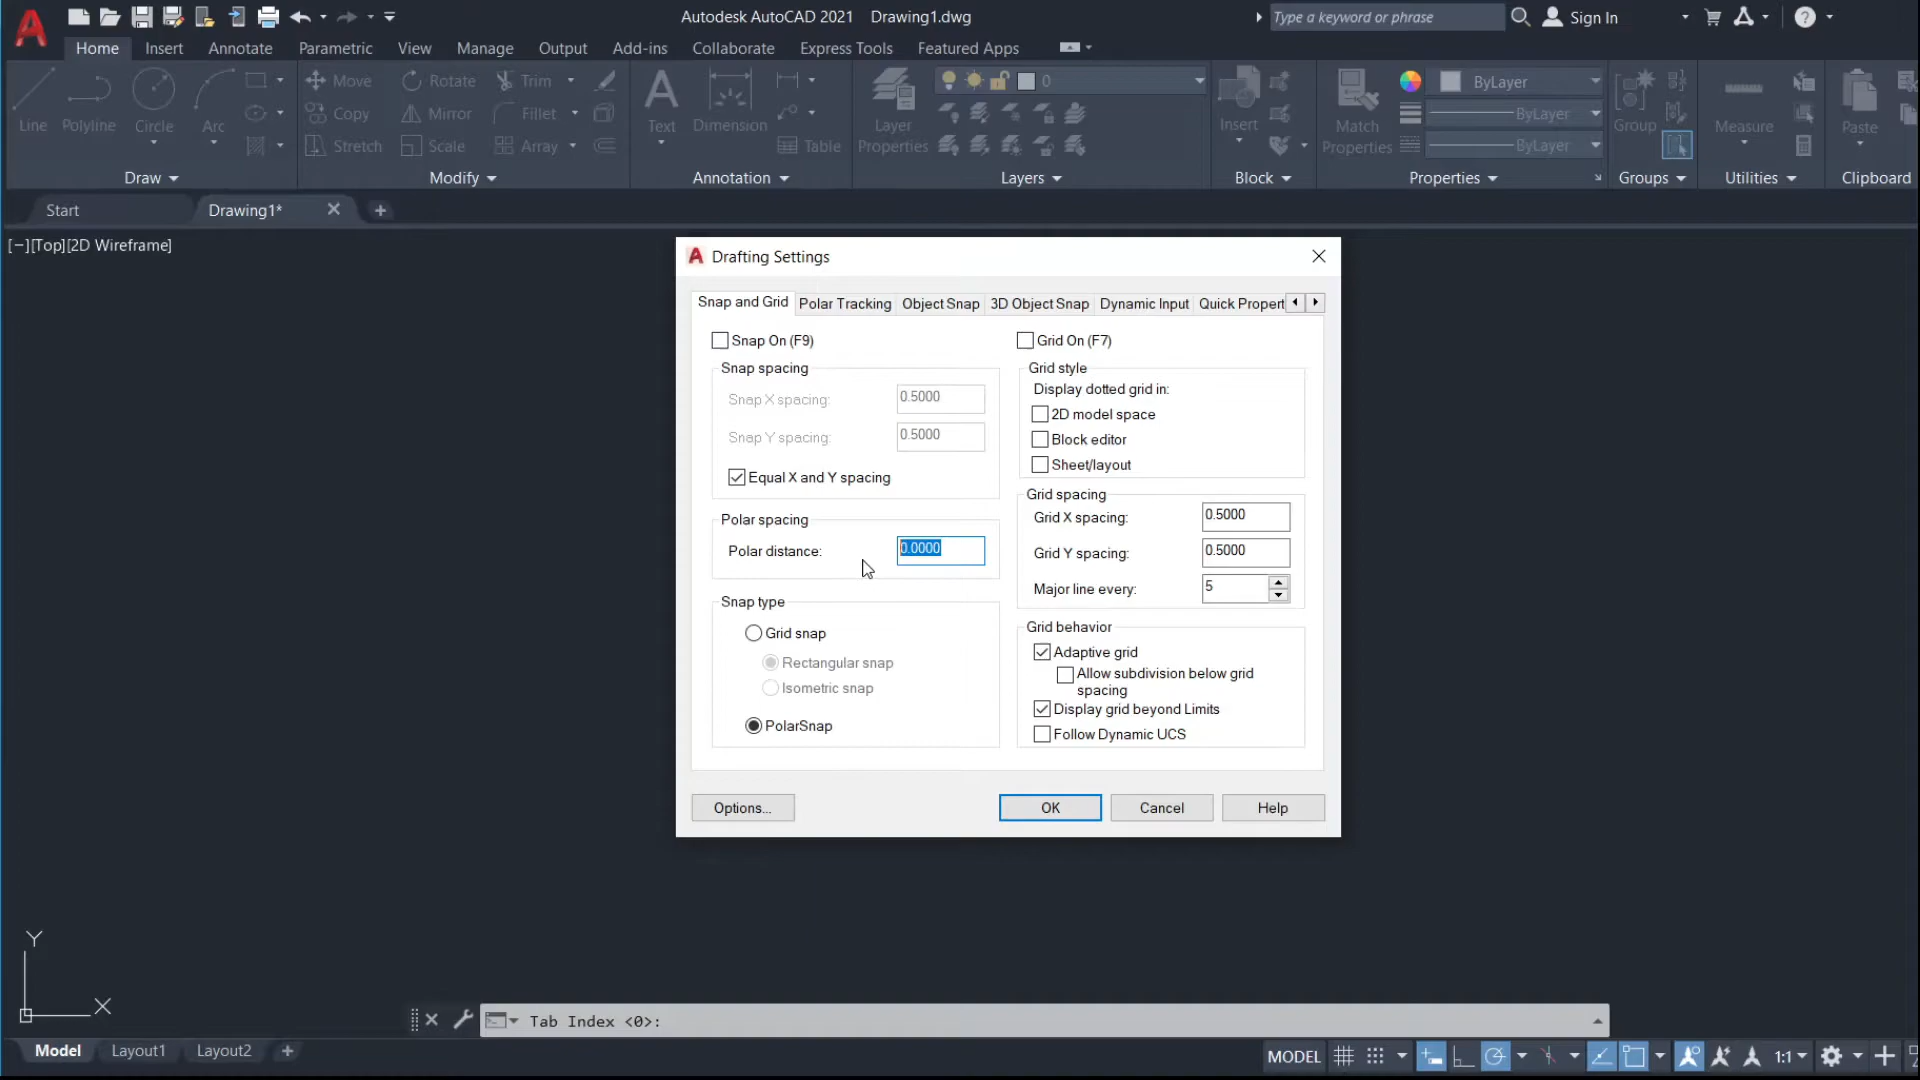 Autodesk AutoCAD 2021 Drawing1.dwg
Type a keyword or phrase
Sign In
Home Insert Annotate Parametric View Manage Output Add-ins Collaborate Express Tools Featured Apps
Line Polyline Circle Arc
Move Rotate Trim
Copy Mirror Fillet
Stretch Scale Array
Text Dimension Table
Layer Properties
0
Insert
Match Properties
ByLayer
ByLayer
ByLayer
Group
Measure
Paste
Draw Modify Annotation Layers Block Properties Groups Utilities Clipboard
Start Drawing1*
[−][Top][2D Wireframe]
Drafting Settings
Snap and Grid Polar Tracking Object Snap 3D Object Snap Dynamic Input Quick Propert
Snap On (F9)
Snap spacing
Snap X spacing: 0.5000
Snap Y spacing: 0.5000
Equal X and Y spacing
Polar spacing
Polar distance: 0.0000
Snap type
Grid snap
Rectangular snap
Isometric snap
PolarSnap
Grid On (F7)
Grid style
Display dotted grid in:
2D model space
Block editor
Sheet/layout
Grid spacing
Grid X spacing: 0.5000
Grid Y spacing: 0.5000
Major line every: 5
Grid behavior
Adaptive grid
Allow subdivision below grid
spacing
Display grid beyond Limits
Follow Dynamic UCS
Options... OK Cancel Help
Y
X
Tab Index <0>:
Model Layout1 Layout2
MODEL 1:1